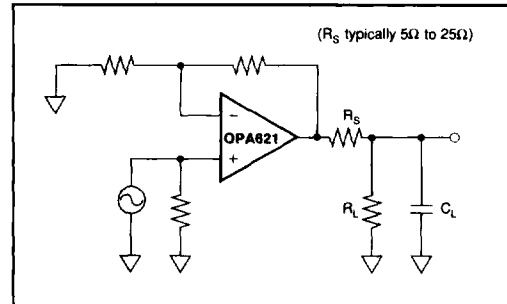 (R_S typically 5Ω to 25Ω)
−
OPA621
+
R_S
R_L
C_L